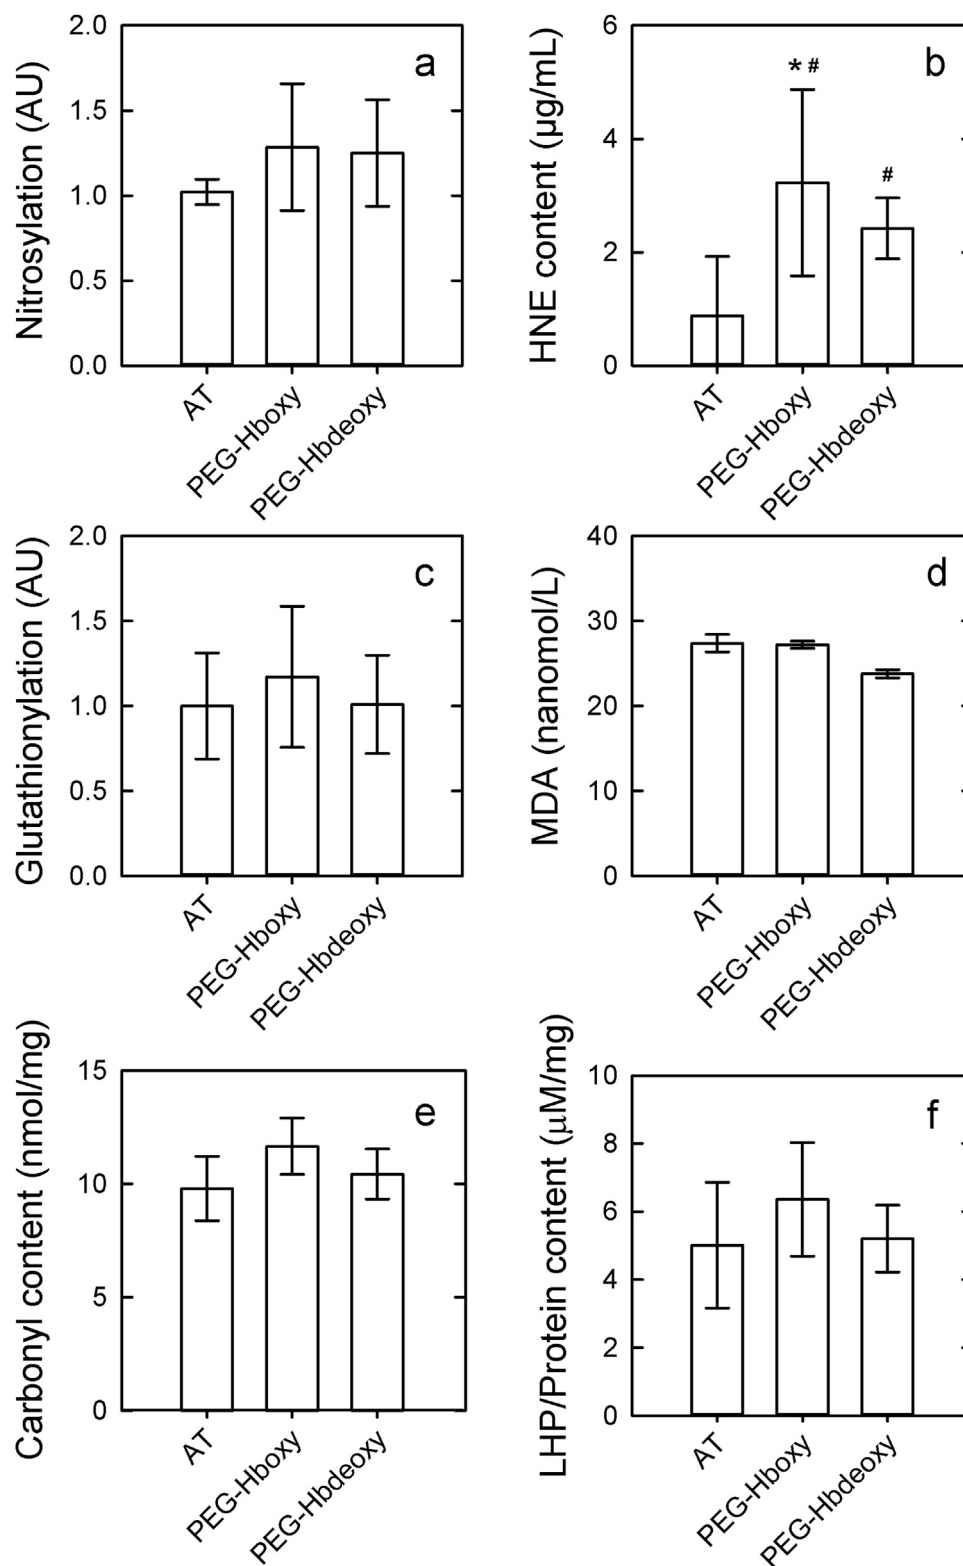 a
Nitrosylation (AU)
2.0
1.5
1.0
0.5
0.0
AT
PEG-Hboxy
PEG-Hbdeoxy
b
HNE content (µg/mL)
6
4
2
0
* #
#
AT
PEG-Hboxy
PEG-Hbdeoxy
c
Glutathionylation (AU)
2.0
1.5
1.0
0.5
0.0
AT
PEG-Hboxy
PEG-Hbdeoxy
d
MDA (nanomol/L)
40
30
20
10
0
AT
PEG-Hboxy
PEG-Hbdeoxy
e
Carbonyl content (nmol/mg)
15
10
5
0
AT
PEG-Hboxy
PEG-Hbdeoxy
f
LHP/Protein content (µM/mg)
10
8
6
4
2
0
AT
PEG-Hboxy
PEG-Hbdeoxy